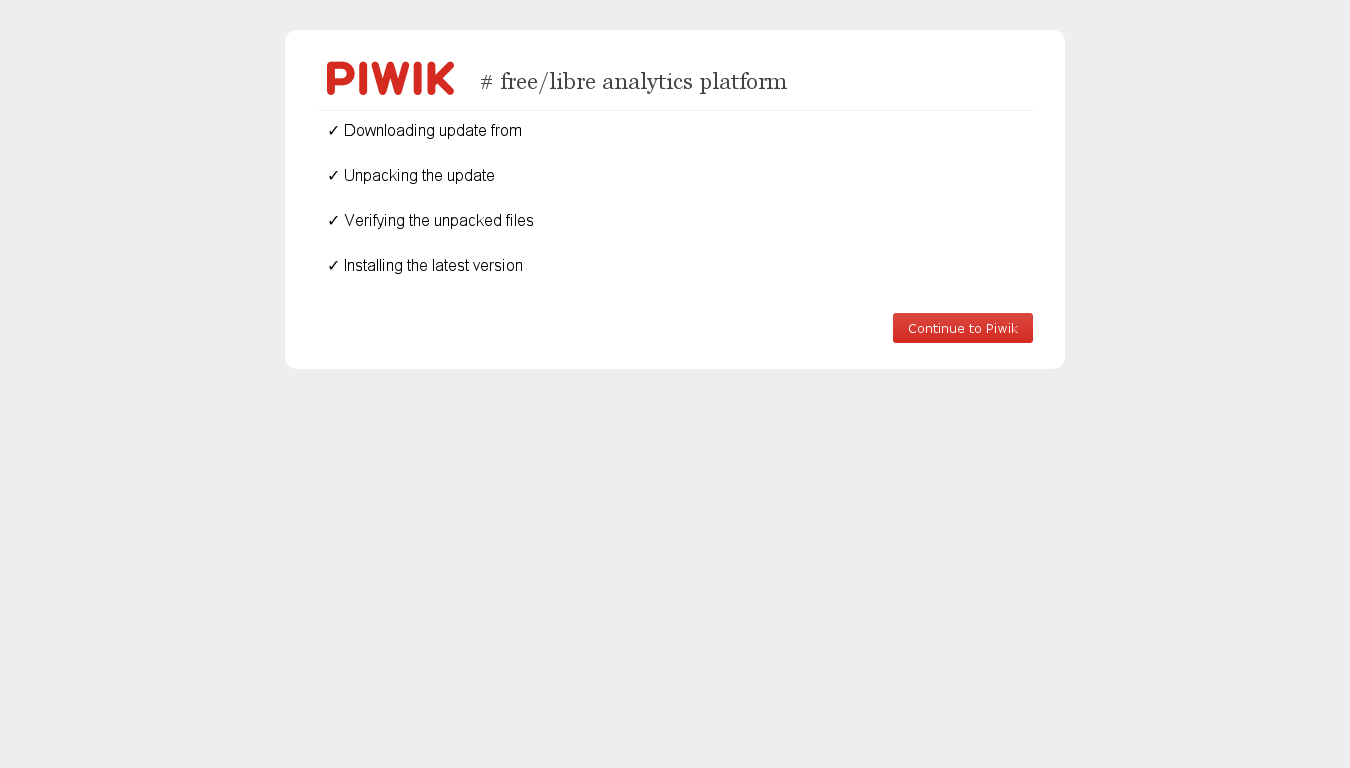 PIWIK # free/libre analytics platform
✓ Downloading update from
✓ Unpacking the update
✓ Verifying the unpacked files
✓ Installing the latest version
Continue to Piwik